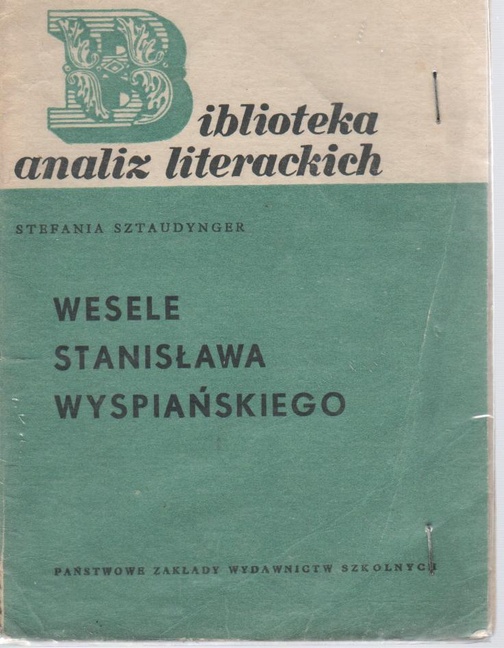 Biblioteka
analiz literackich
STEFANIA SZTAUDYNGER
WESELE
STANISŁAWA
WYSPIAŃSKIEGO
PAŃSTWOWE ZAKŁADY WYDAWNICTW SZKOLNYCH